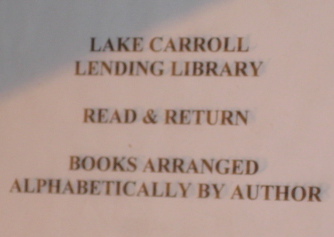 LAKE CARROLL
LENDING LIBRARY
READ & RETURN
BOOKS ARRANGED
ALPHABETICALLY BY AUTHOR